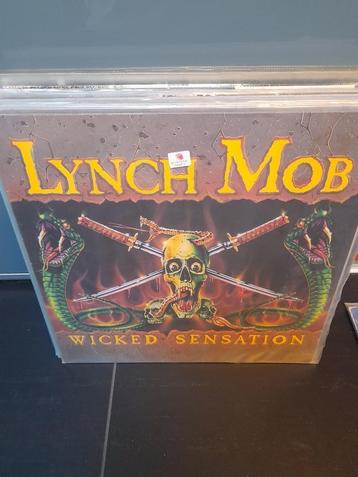 LYNCH MOB
WICKED SENSATION